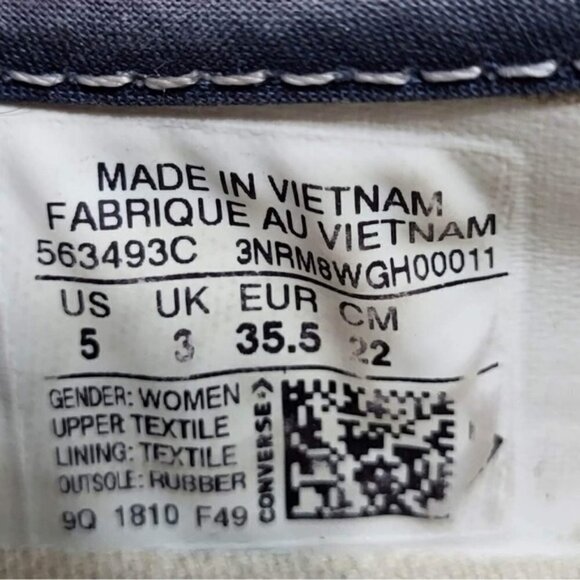 MADE IN VIETNAM
FABRIQUE AU VIETNAM
563493C 3NRM8WGH00011
US UK EUR CM
5 3 35.5 22
GENDER: WOMEN
UPPER TEXTILE
LINING: TEXTILE
OUTSOLE: RUBBER
9Q 1810 F49
CONVERSE